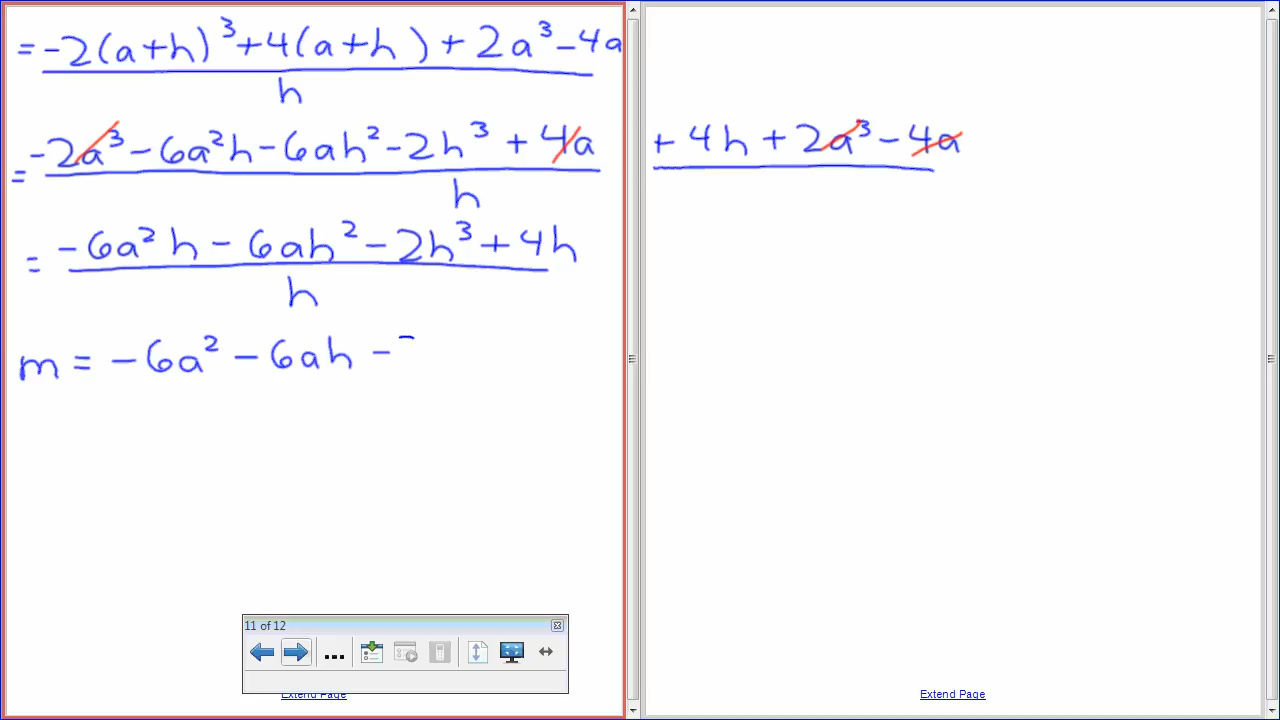 = -2(a+h)³+4(a+h) + 2a³-4a
h
= -2a³ -6a²h-6ah²-2h³ +4a + 4h + 2a³ - 4a
h
= -6a²h - 6ah² - 2h³ + 4h
h
m = -6a² - 6ah -
11 of 12
...
Extend Page
Extend Page